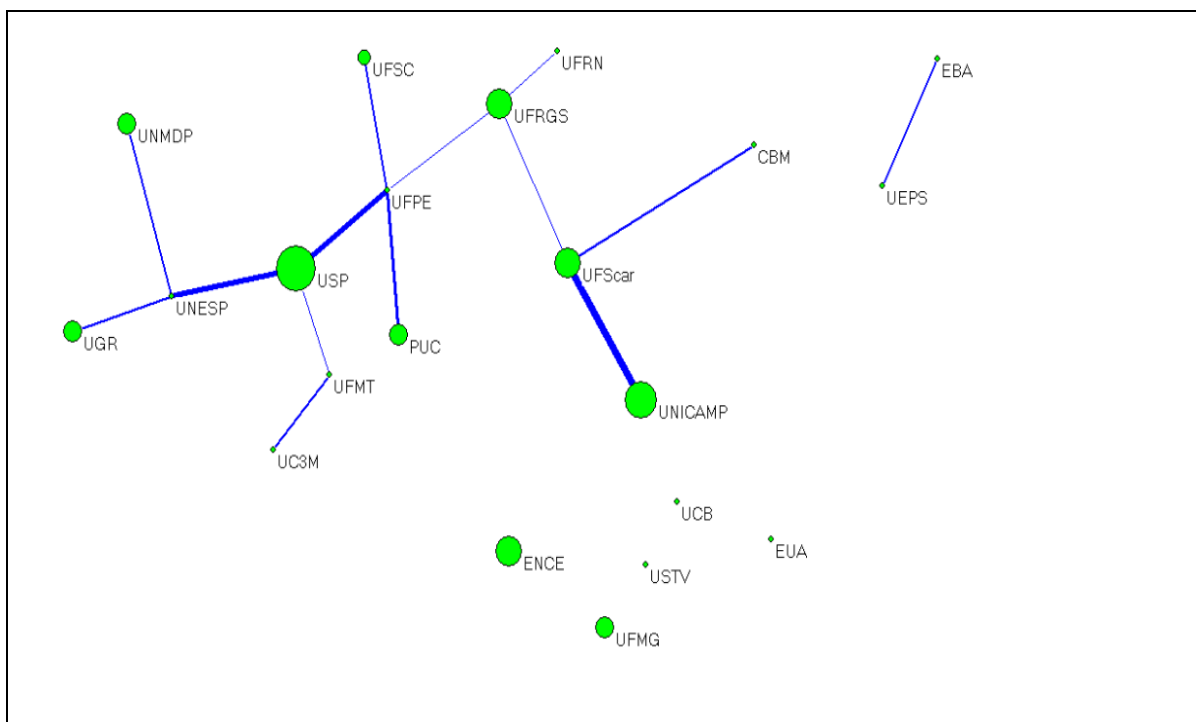 UFRN
UFSC
EBA
UFRGS
UNMDP
CBM
UEPS
UFPE
UFScar
USP
UNESP
UGR
PUC
UFMT
UNICAMP
UC3M
UCB
EUA
ENCE
USTV
UFMG